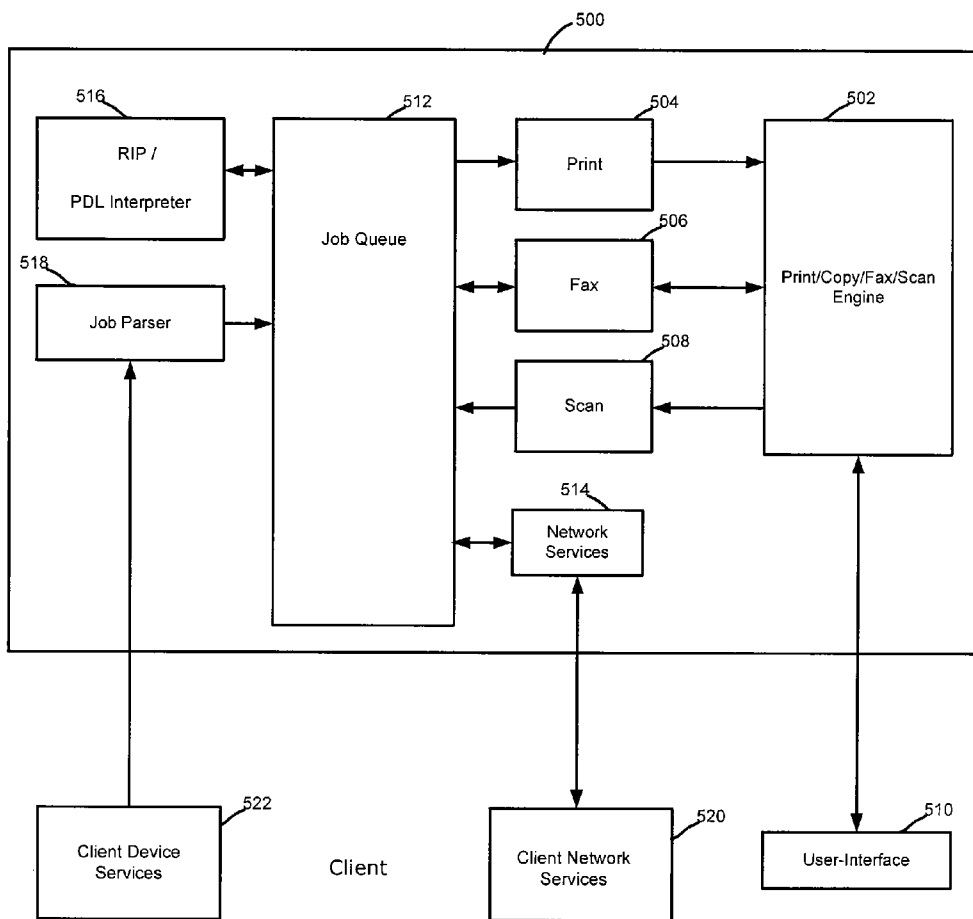 500
516
512
504
502
RIP /
PDL Interpreter
Print
Job Queue
506
518
Fax
Print/Copy/Fax/Scan
Engine
Job Parser
508
Scan
514
Network
Services
522
520
510
Client Device
Services
Client
Client Network
Services
User-Interface